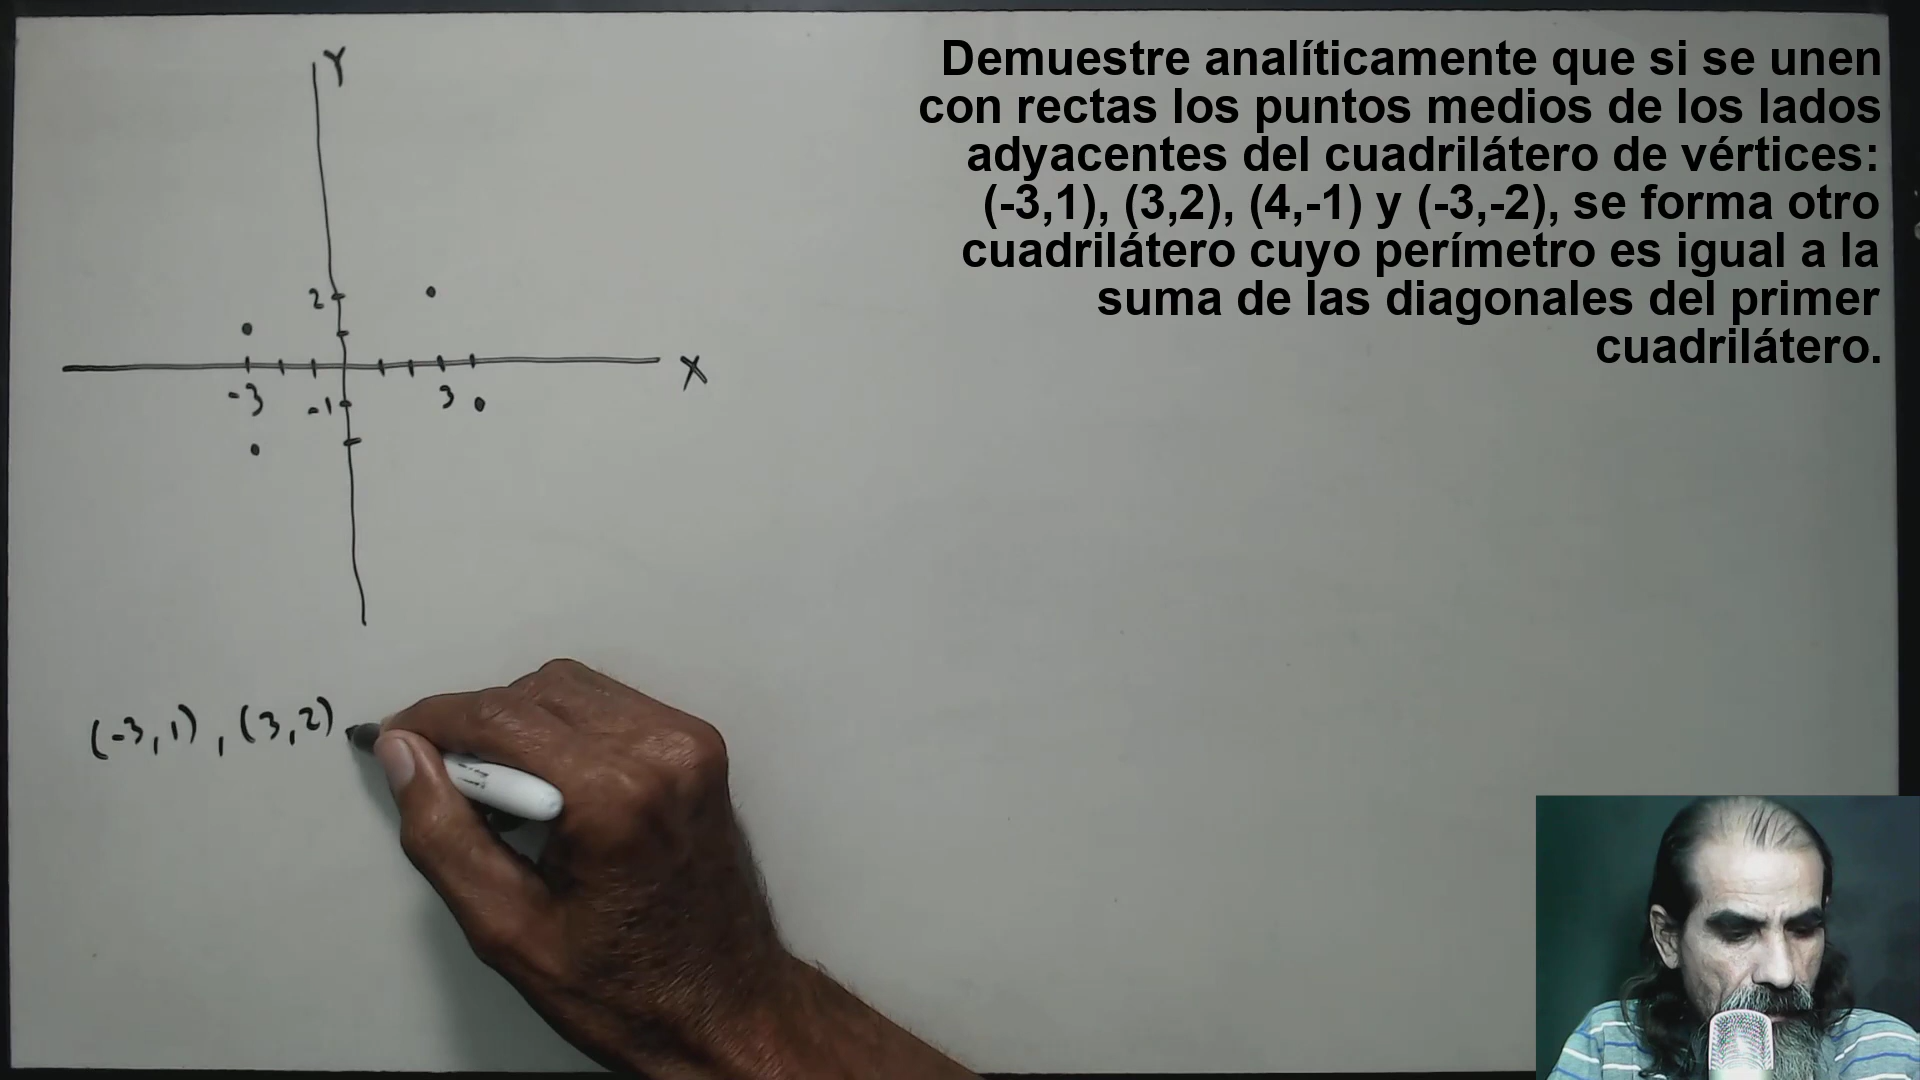 Demuestre analíticamente que si se unen
con rectas los puntos medios de los lados
adyacentes del cuadrilátero de vértices:
(-3,1), (3,2), (4,-1) y (-3,-2), se forma otro
cuadrilátero cuyo perímetro es igual a la
suma de las diagonales del primer
cuadrilátero.
Y
2
X
-3
-1
3
(-3,1), (3,2)